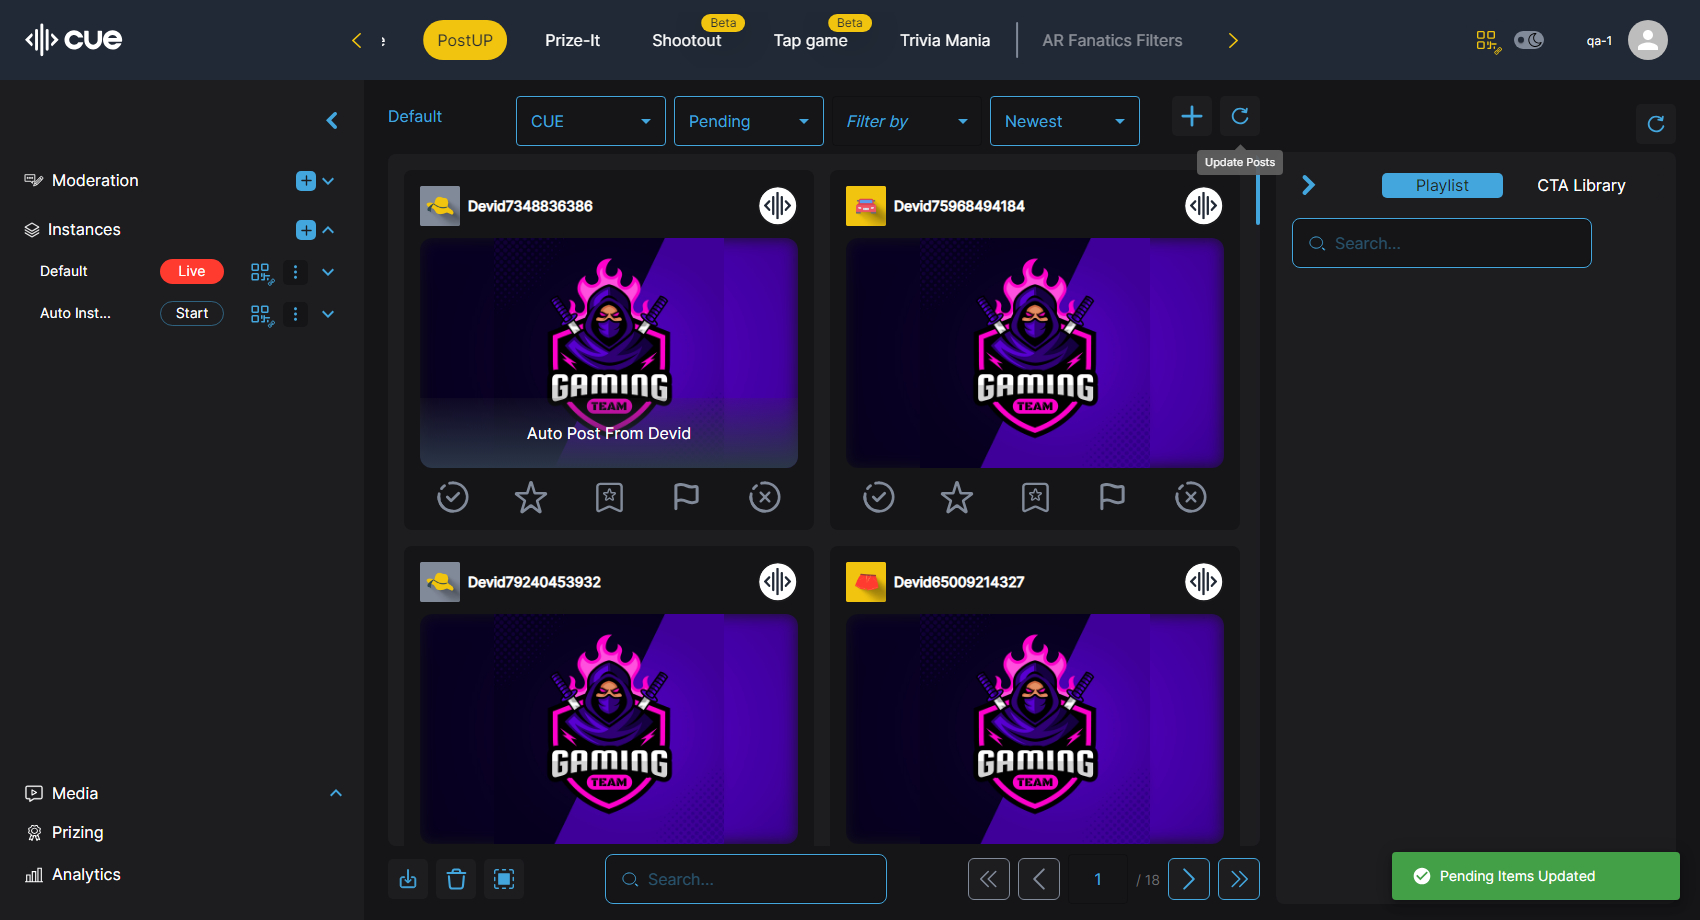 cue
PostUP
Prize-It
Shootout
Beta
Tap game
Beta
Trivia Mania
AR Fanatics Filters
qa-1
Moderation
Instances
Default
Live
Auto Inst...
Start
Media
Prizing
Analytics
Default
CUE
Pending
Filter by
Newest
Update Posts
Devid7348836386
GAMING
TEAM
Auto Post From Devid
Devid75968494184
GAMING
TEAM
Devid79240453932
GAMING
TEAM
Devid65009214327
GAMING
TEAM
Search...
1
/ 18
Playlist
CTA Library
Search...
Pending Items Updated